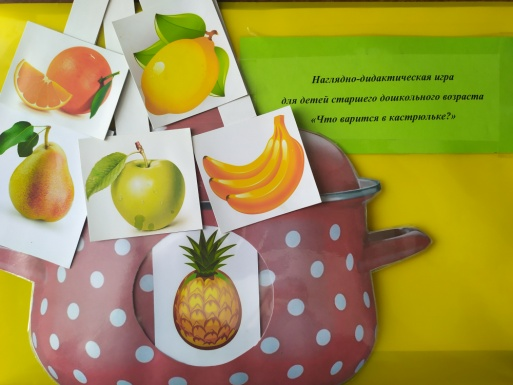 Наглядно-дидактическая игра
для детей старшего дошкольного возраста
«Что варится в кастрюльке?»